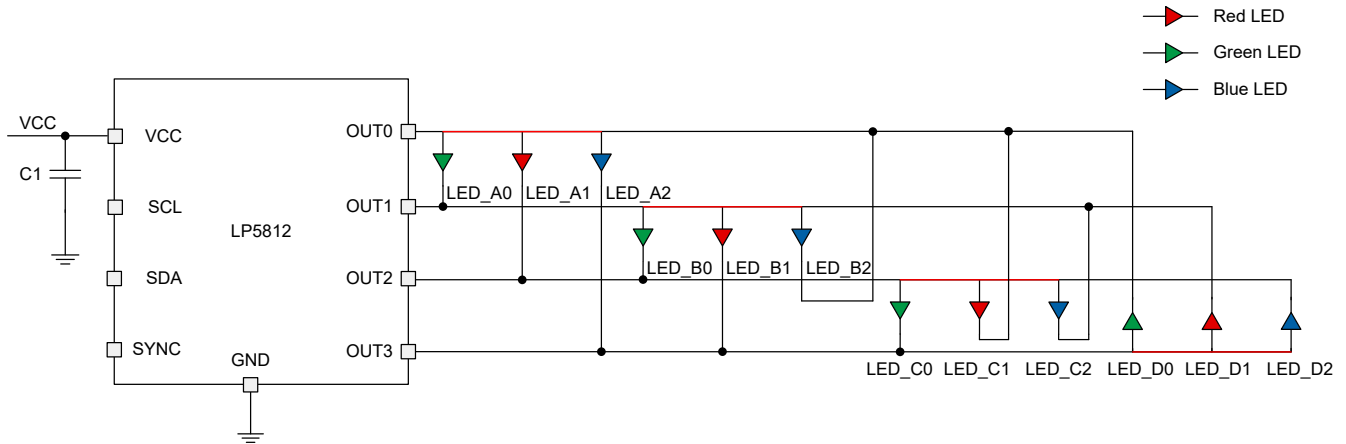 Red LED
Green LED
Blue LED
VCC
VCC
OUT0
C1
LED_A0
LED_A1
LED_A2
SCL
OUT1
LP5812
LED_B0
LED_B1
LED_B2
SDA
OUT2
SYNC
GND
OUT3
LED_C0
LED_C1
LED_C2
LED_D0
LED_D1
LED_D2